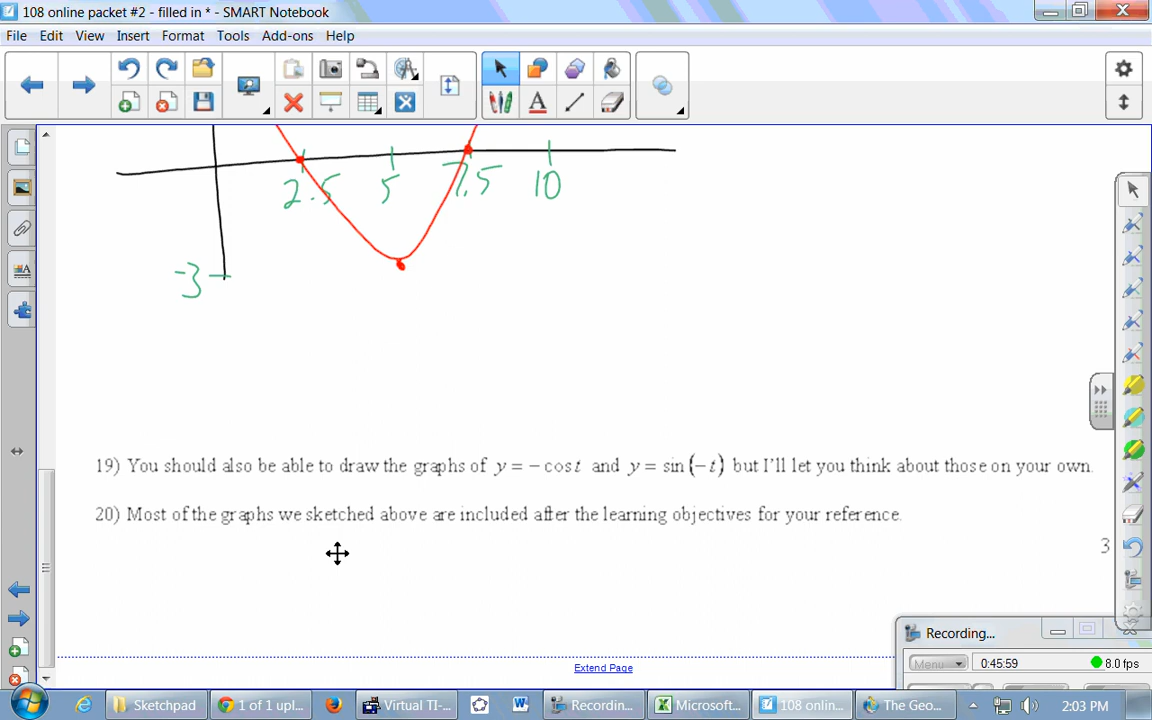 108 online packet #2 - filled in * - SMART Notebook
File Edit View Insert Format Tools Add-ons Help
2.5 5 7.5 10
-3
19) You should also be able to draw the graphs of y = − cos t and y = sin(−t) but I'll let you think about those on your own.
20) Most of the graphs we sketched above are included after the learning objectives for your reference.
3
Extend Page
Recording...
Menu 0:45:59 8.0 fps
Sketchpad 1 of 1 upl... Virtual TI-... Recordin... Microsoft... 108 onlin... The Geo... 2:03 PM